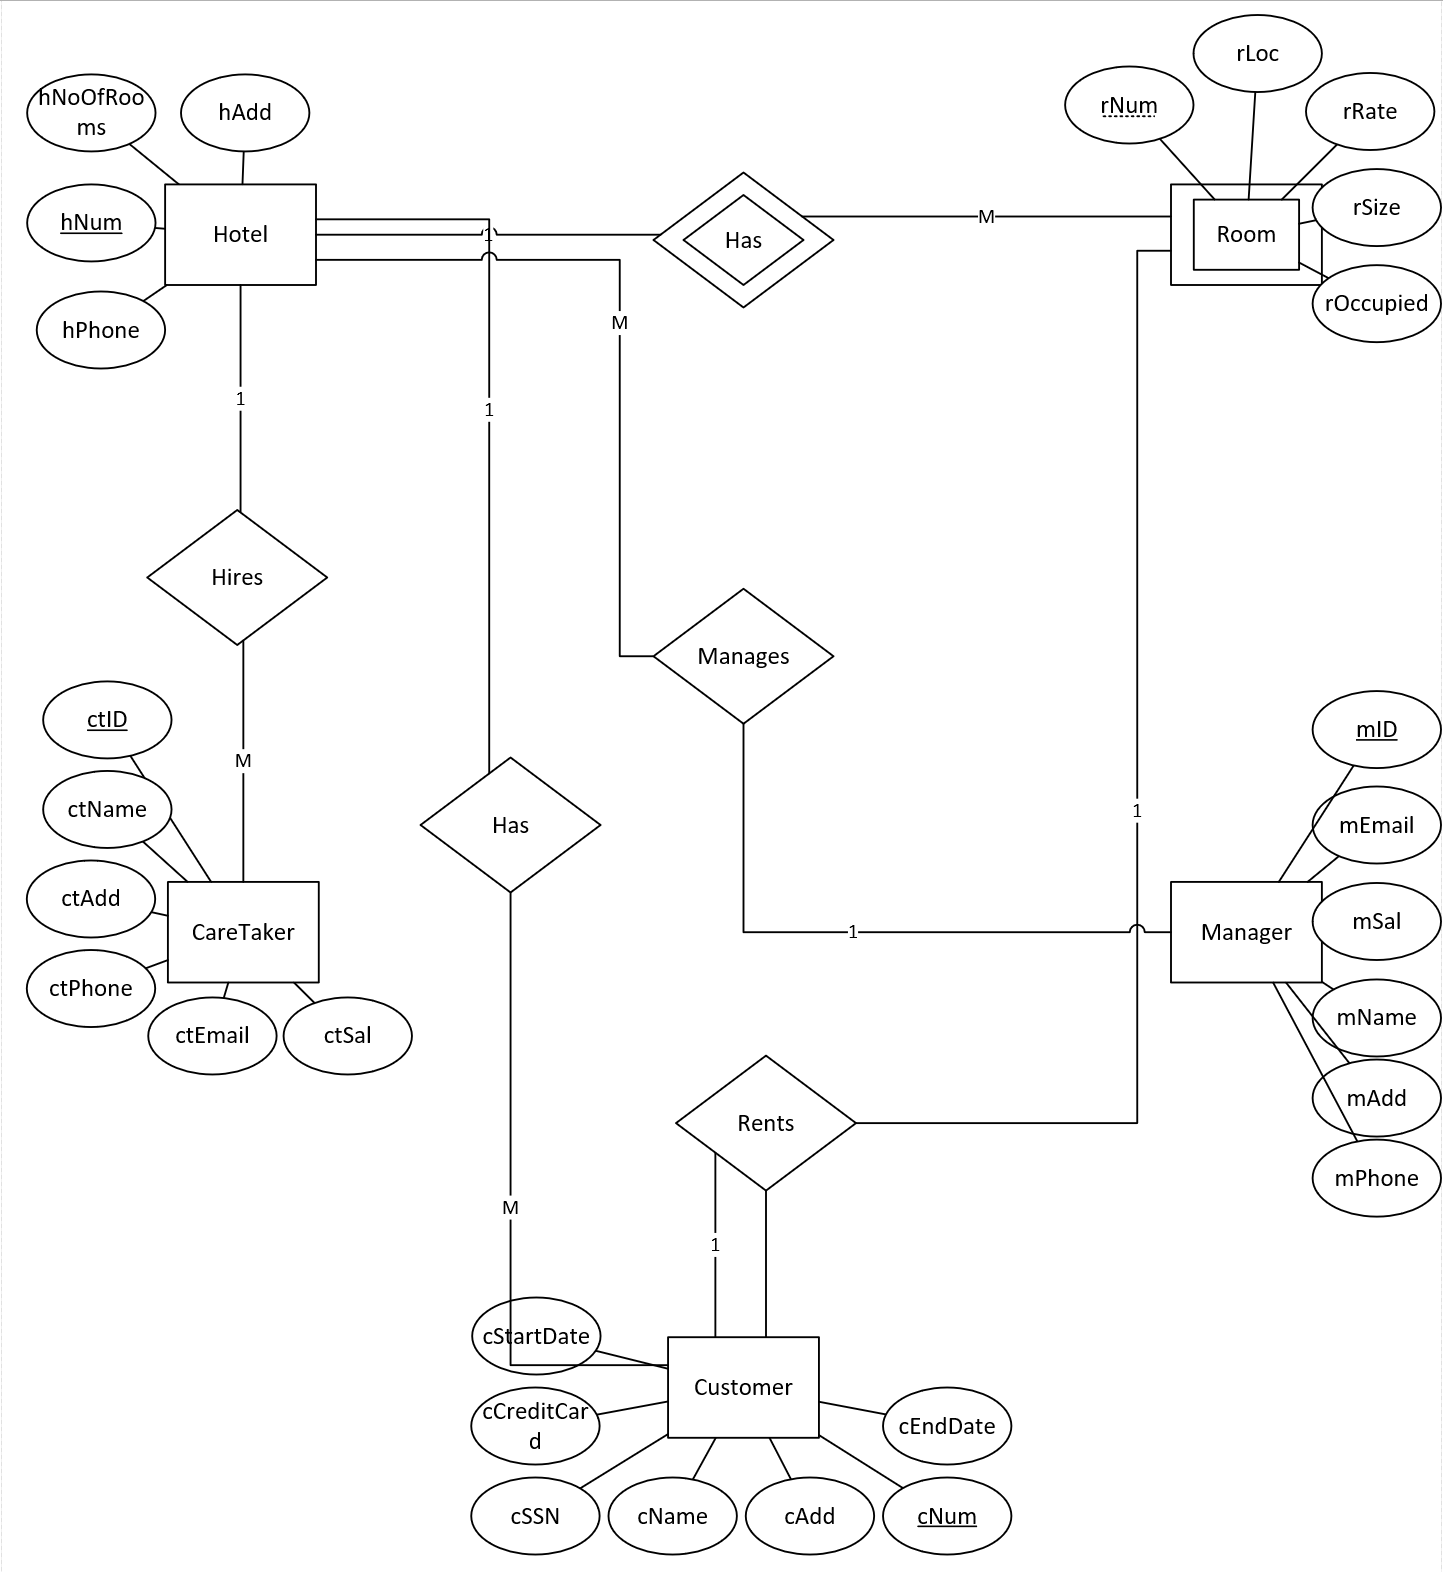 rLoc
hNoOfRoo
ms
hAdd
rNum
rRate
hNum
Hotel
1
Has
M
Room
rSize
hPhone
M
rOccupied
1
1
Hires
Manages
ctID
mID
M
ctName
Has
1
mEmail
ctAdd
CareTaker
1
Manager
mSal
ctPhone
ctEmail
ctSal
mName
Rents
mAdd
mPhone
M
1
cStartDate
Customer
cCreditCar
d
cEndDate
cSSN
cName
cAdd
cNum